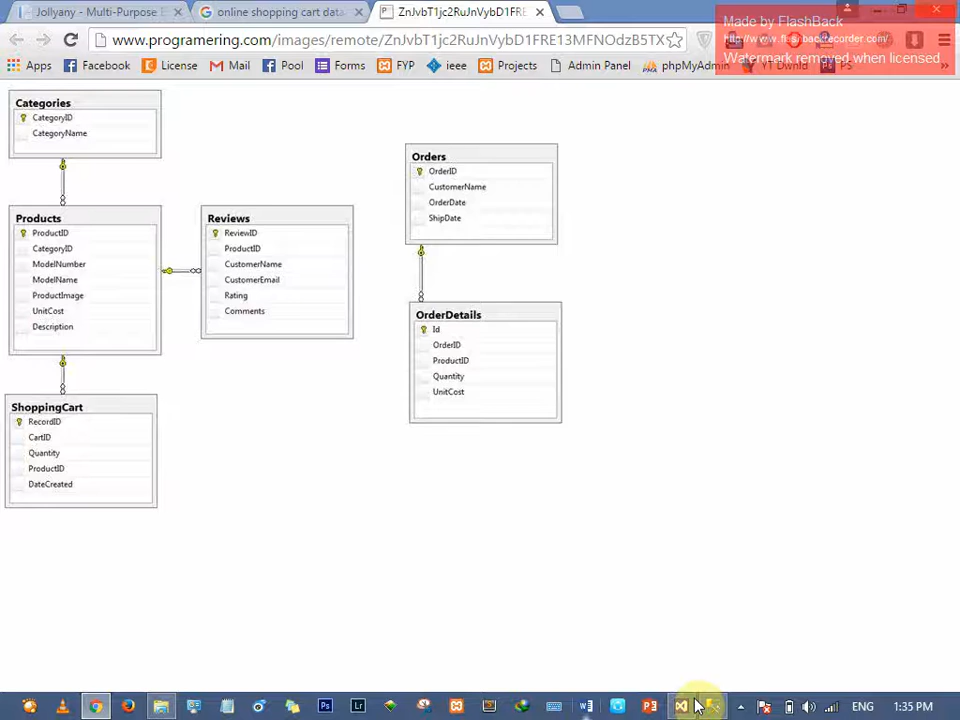 Jollyany - Multi-Purpose E
online shopping cart data
ZnJvbT1jc2RuJnVybD1FRE
Made by FlashBack
www.programering.com/images/remote/ZnJvbT1jc2RuJnVybD1FRE13MFNOdzB5TX
Watermark removed when licensed
Apps
Facebook
License
Mail
Pool
Forms
FYP
ieee
Projects
Admin Panel
phpMyAdmin
YT Dwnld
PS
Categories
CategoryID
CategoryName
Products
ProductID
CategoryID
ModelNumber
ModelName
ProductImage
UnitCost
Description
Reviews
ReviewID
ProductID
CustomerName
CustomerEmail
Rating
Comments
ShoppingCart
RecordID
CartID
Quantity
ProductID
DateCreated
Orders
OrderID
CustomerName
OrderDate
ShipDate
OrderDetails
Id
OrderID
ProductID
Quantity
UnitCost
ENG
1:35 PM